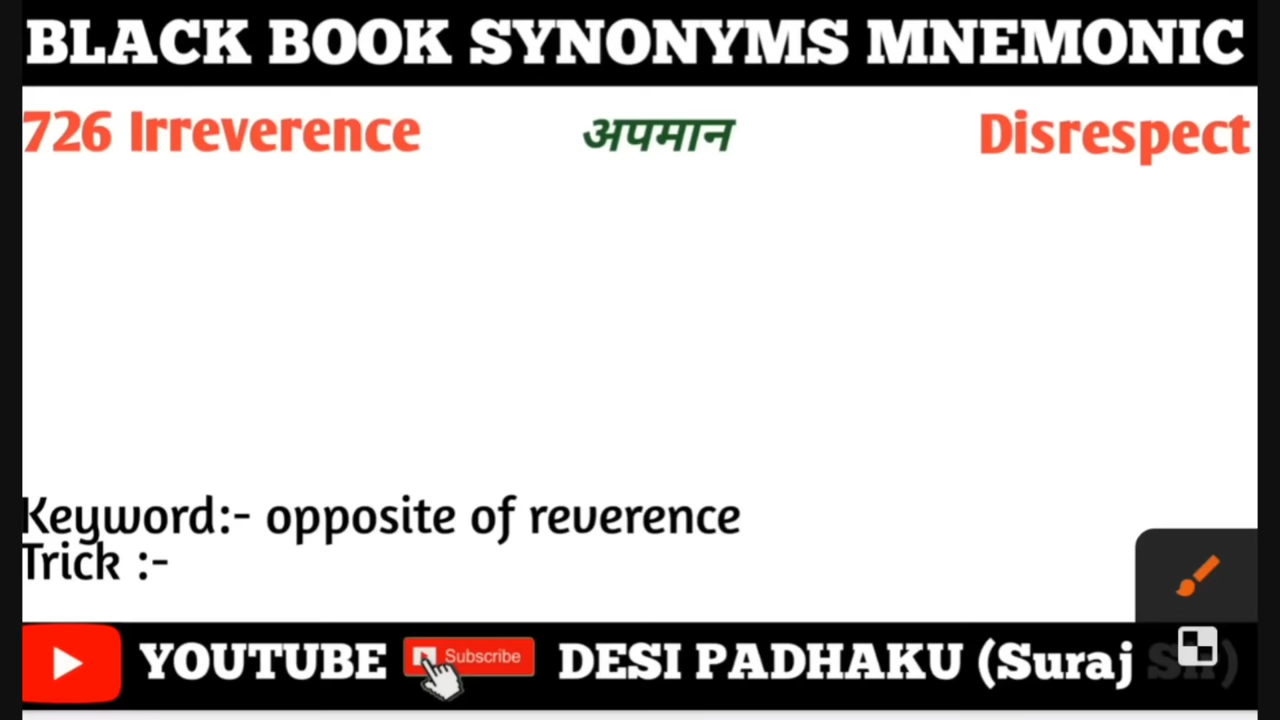 BLACK BOOK SYNONYMS MNEMONIC
726 Irreverence अपमान Disrespect
Keyword:- opposite of reverence
Trick :-
YOUTUBE Subscribe DESI PADHAKU (Suraj